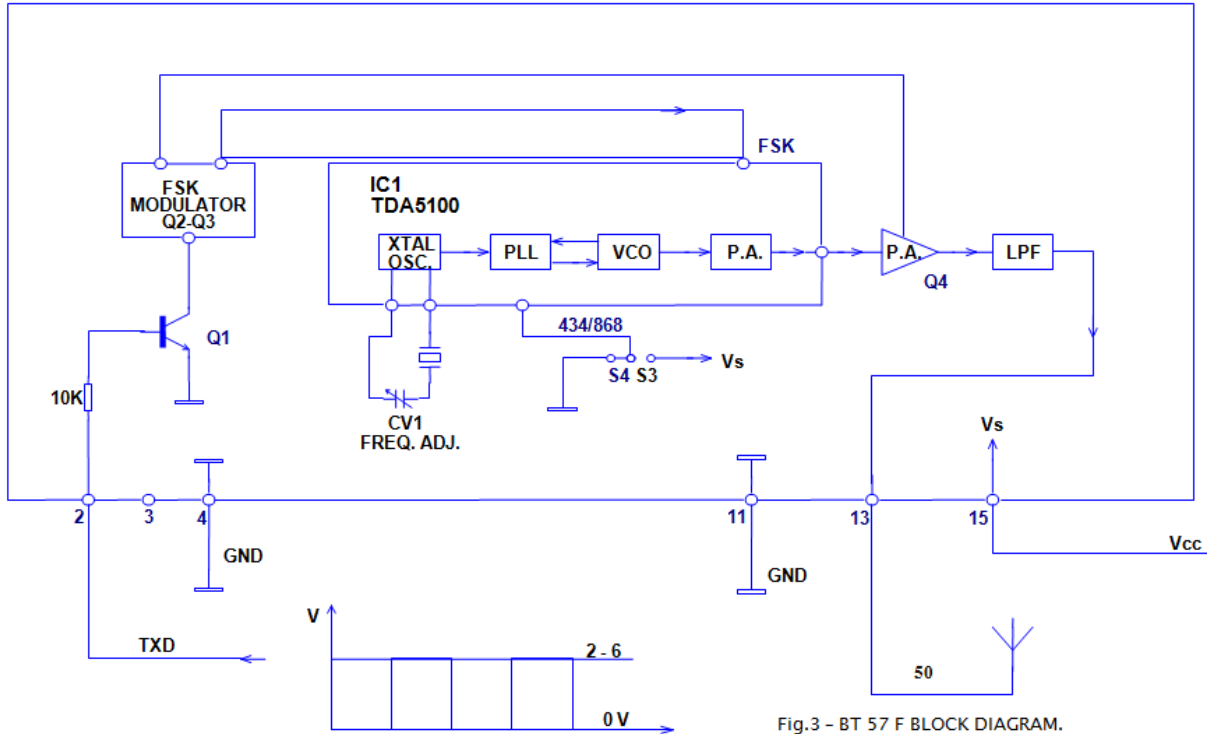 FSK
MODULATOR
Q2-Q3
FSK
IC1
TDA5100
XTAL
OSC.
PLL
VCO
P.A.
P.A.
Q4
LPF
Q1
10K
434/868
S4 S3
Vs
CV1
FREQ. ADJ.
Vs
2
3
4
11
13
15
GND
GND
Vcc
TXD
V
2 - 6
0 V
50
Fig.3 - BT 57 F BLOCK DIAGRAM.